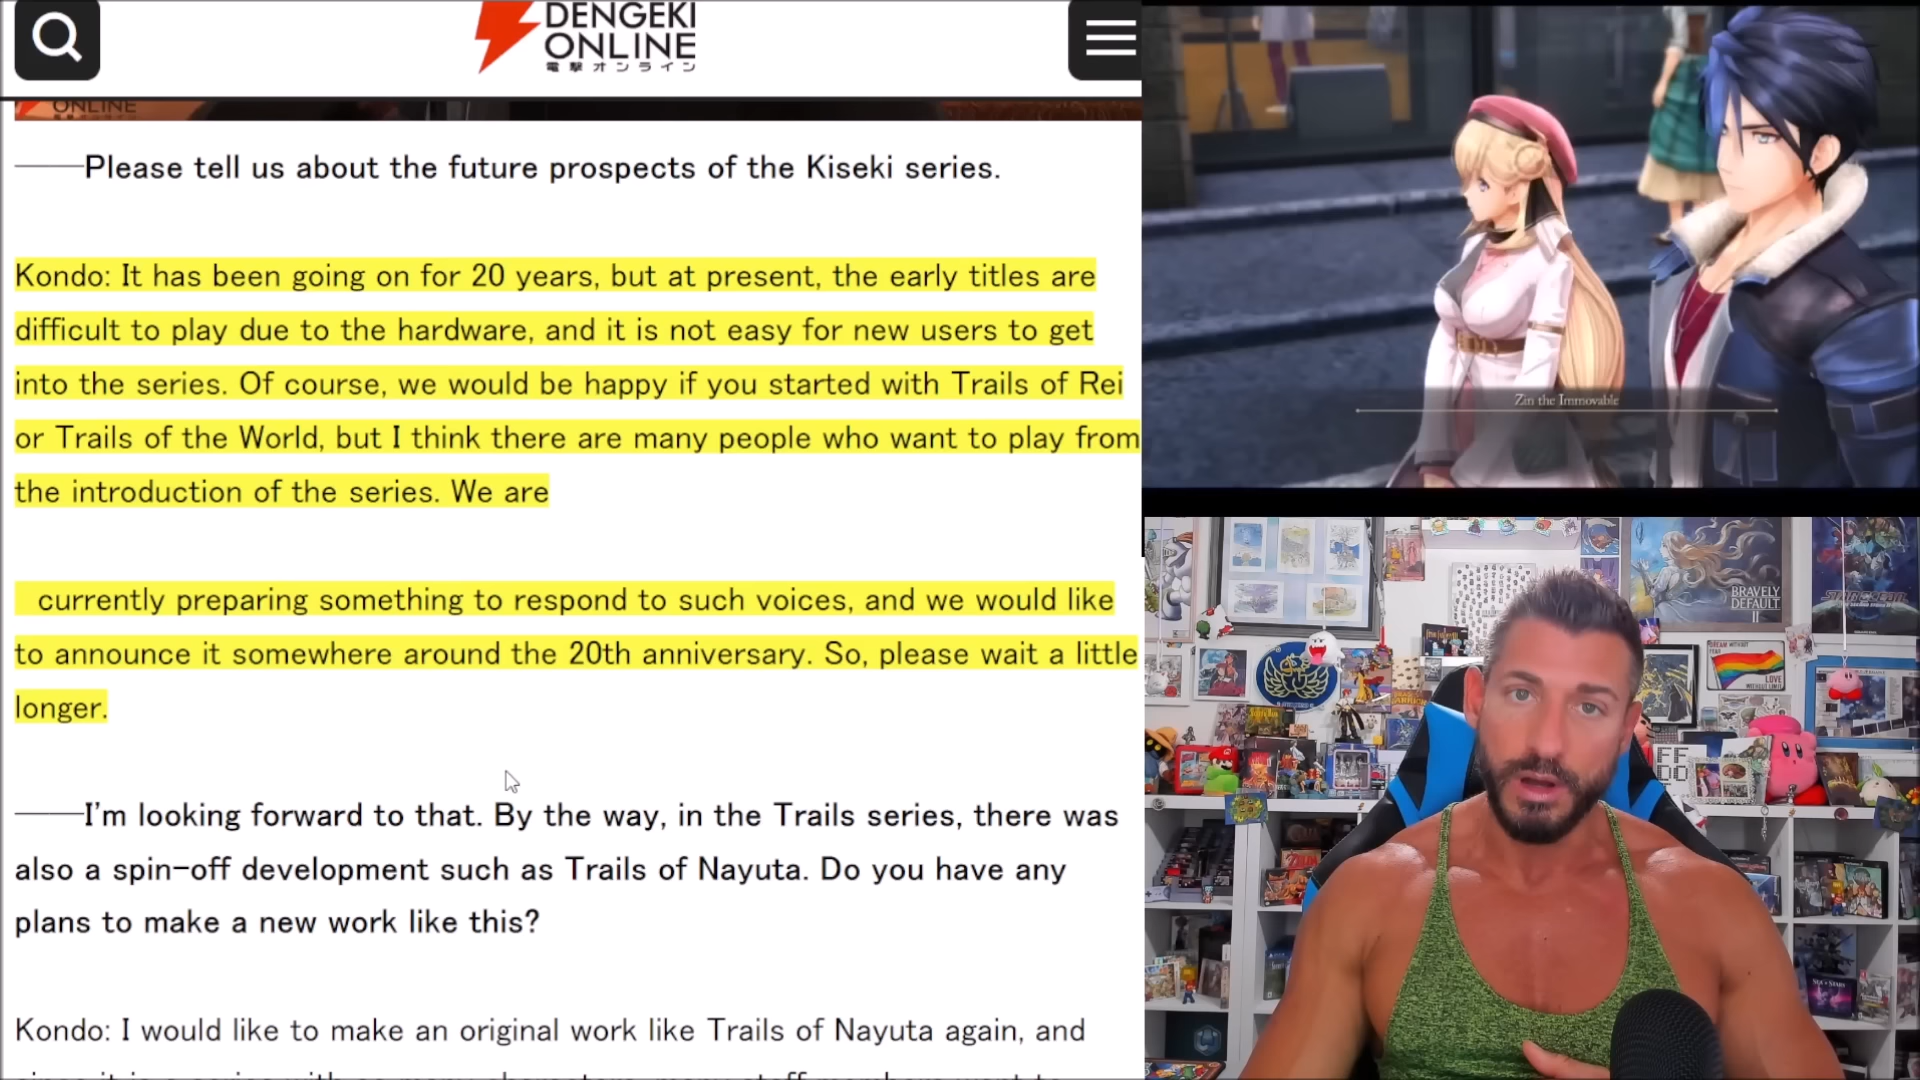 DENGEKI
ONLINE
電撃オンライン
ONLINE
——Please tell us about the future prospects of the Kiseki series.
Kondo: It has been going on for 20 years, but at present, the early titles are
difficult to play due to the hardware, and it is not easy for new users to get
into the series. Of course, we would be happy if you started with Trails of Rei
or Trails of the World, but I think there are many people who want to play from
the introduction of the series. We are
currently preparing something to respond to such voices, and we would like
to announce it somewhere around the 20th anniversary. So, please wait a little
longer.
——I'm looking forward to that. By the way, in the Trails series, there was
also a spin-off development such as Trails of Nayuta. Do you have any
plans to make a new work like this?
Kondo: I would like to make an original work like Trails of Nayuta again, and
Zin the Immovable
BRAVELY
DEFAULT
II
STAR OCEAN
LOVE
FF